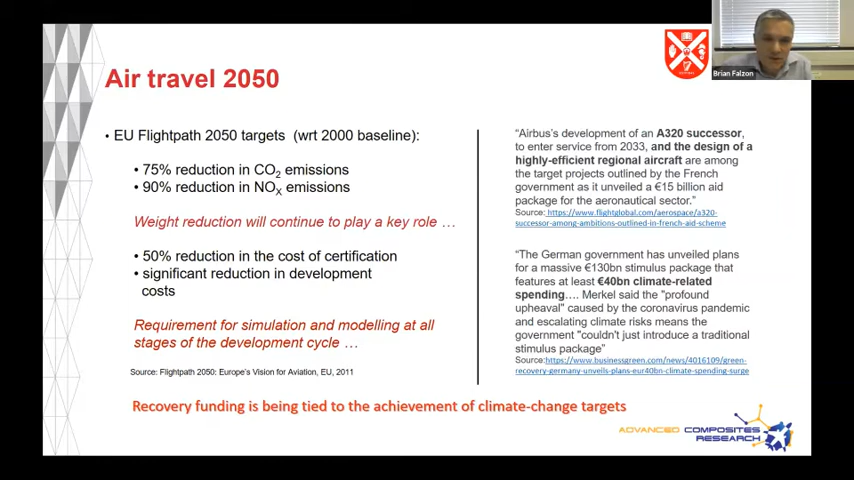 Brian Falzon
Air travel 2050
• EU Flightpath 2050 targets (wrt 2000 baseline):
• 75% reduction in CO2 emissions
• 90% reduction in NOX emissions
Weight reduction will continue to play a key role …
• 50% reduction in the cost of certification
• significant reduction in development
costs
Requirement for simulation and modelling at all
stages of the development cycle …
Source: Flightpath 2050: Europe's Vision for Aviation, EU, 2011
"Airbus's development of an A320 successor,
to enter service from 2033, and the design of a
highly-efficient regional aircraft are among
the target projects outlined by the French
government as it unveiled a €15 billion aid
package for the aeronautical sector."
Source: https://www.flightglobal.com/aerospace/a320-
successor-among-ambitions-outlined-in-french-aid-scheme
"The German government has unveiled plans
for a massive €130bn stimulus package that
features at least €40bn climate-related
spending…. Merkel said the "profound
upheaval" caused by the coronavirus pandemic
and escalating climate risks means the
government "couldn't just introduce a traditional
stimulus package"
Source:https://www.businessgreen.com/news/4016109/green-
recovery-germany-unveils-plans-eur40bn-climate-spending-surge
Recovery funding is being tied to the achievement of climate-change targets
ADVANCED COMPOSITES
RESEARCH